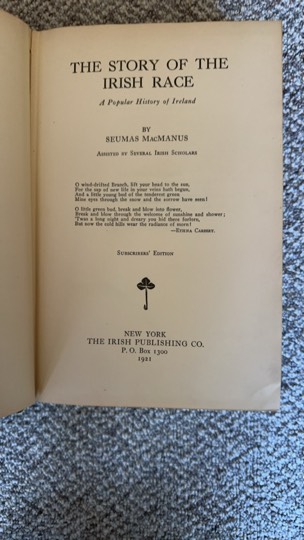 THE STORY OF THE
IRISH RACE
A Popular History of Ireland
BY
SEUMAS MACMANUS
ASSISTED BY SEVERAL IRISH SCHOLARS
O wind-drifted Branch, lift your head to the sun,
For the sap of new life in your veins hath begun,
And a little young bud of the tenderest green
Mine eyes through the snow and the sorrow have seen!
O little green bud, break and blow into flower,
Break and blow through the welcome of sunshine and shower;
'Twas a long night and dreary you hid there forlorn,
But now the cold hills wear the radiance of morn!
—ETHNA CARBERY.
SUBSCRIBERS' EDITION
NEW YORK
THE IRISH PUBLISHING CO.
P. O. BOX 1300
1921